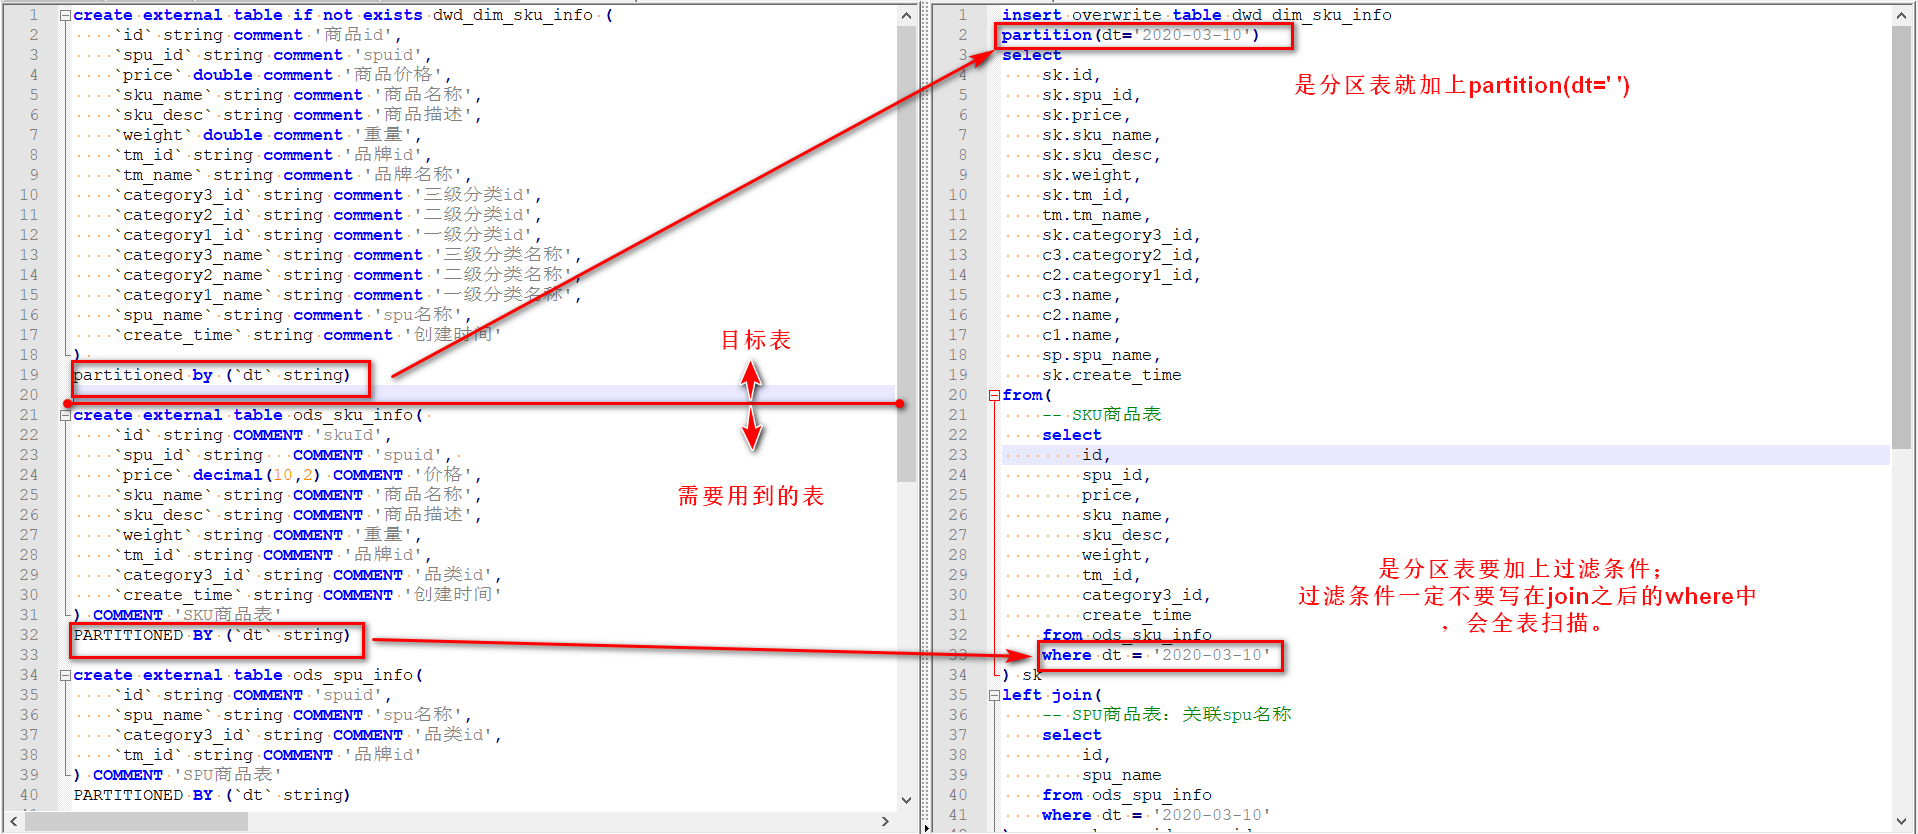 1 create external table if not exists dwd_dim_sku_info (
2 `id` string comment '商品id',
3 `spu_id` string comment 'spuid',
4 `price` double comment '商品价格',
5 `sku_name` string comment '商品名称',
6 `sku_desc` string comment '商品描述',
7 `weight` double comment '重量',
8 `tm_id` string comment '品牌id',
9 `tm_name` string comment '品牌名称',
10 `category3_id` string comment '三级分类id',
11 `category2_id` string comment '二级分类id',
12 `category1_id` string comment '一级分类id',
13 `category3_name` string comment '三级分类名称',
14 `category2_name` string comment '二级分类名称',
15 `category1_name` string comment '一级分类名称',
16 `spu_name` string comment 'spu名称',
17 `create_time` string comment '创建时间'
18 )
19 partitioned by (`dt` string)
20
目标表
21 create external table ods_sku_info(
22 `id` string COMMENT 'skuId',
23 `spu_id` string COMMENT 'spuid',
24 `price` decimal(10,2) COMMENT '价格',
25 `sku_name` string COMMENT '商品名称',
26 `sku_desc` string COMMENT '商品描述',
27 `weight` string COMMENT '重量',
28 `tm_id` string COMMENT '品牌id',
29 `category3_id` string COMMENT '品类id',
30 `create_time` string COMMENT '创建时间'
31 ) COMMENT 'SKU商品表'
32 PARTITIONED BY (`dt` string)
33
需要用到的表
34 create external table ods_spu_info(
35 `id` string COMMENT 'spuid',
36 `spu_name` string COMMENT 'spu名称',
37 `category3_id` string COMMENT '品类id',
38 `tm_id` string COMMENT '品牌id'
39 ) COMMENT 'SPU商品表'
40 PARTITIONED BY (`dt` string)
1 insert overwrite table dwd_dim_sku_info
2 partition(dt='2020-03-10')
3 select
是分区表就加上partition(dt=' ')
4 sk.id,
5 sk.spu_id,
6 sk.price,
7 sk.sku_name,
8 sk.sku_desc,
9 sk.weight,
10 sk.tm_id,
11 tm.tm_name,
12 sk.category3_id,
13 c3.category2_id,
14 c2.category1_id,
15 c3.name,
16 c2.name,
17 c1.name,
18 sp.spu_name,
19 sk.create_time
20 from(
21 -- SKU商品表
22 select
23 id,
24 spu_id,
25 price,
26 sku_name,
27 sku_desc,
28 weight,
29 tm_id,
30 category3_id,
31 create_time
32 from ods_sku_info
33 where dt = '2020-03-10'
34 ) sk
是分区表要加上过滤条件；
过滤条件一定不要写在join之后的where中
，会全表扫描。
35 left join(
36 -- SPU商品表：关联spu名称
37 select
38 id,
39 spu_name
40 from ods_spu_info
41 where dt = '2020-03-10'